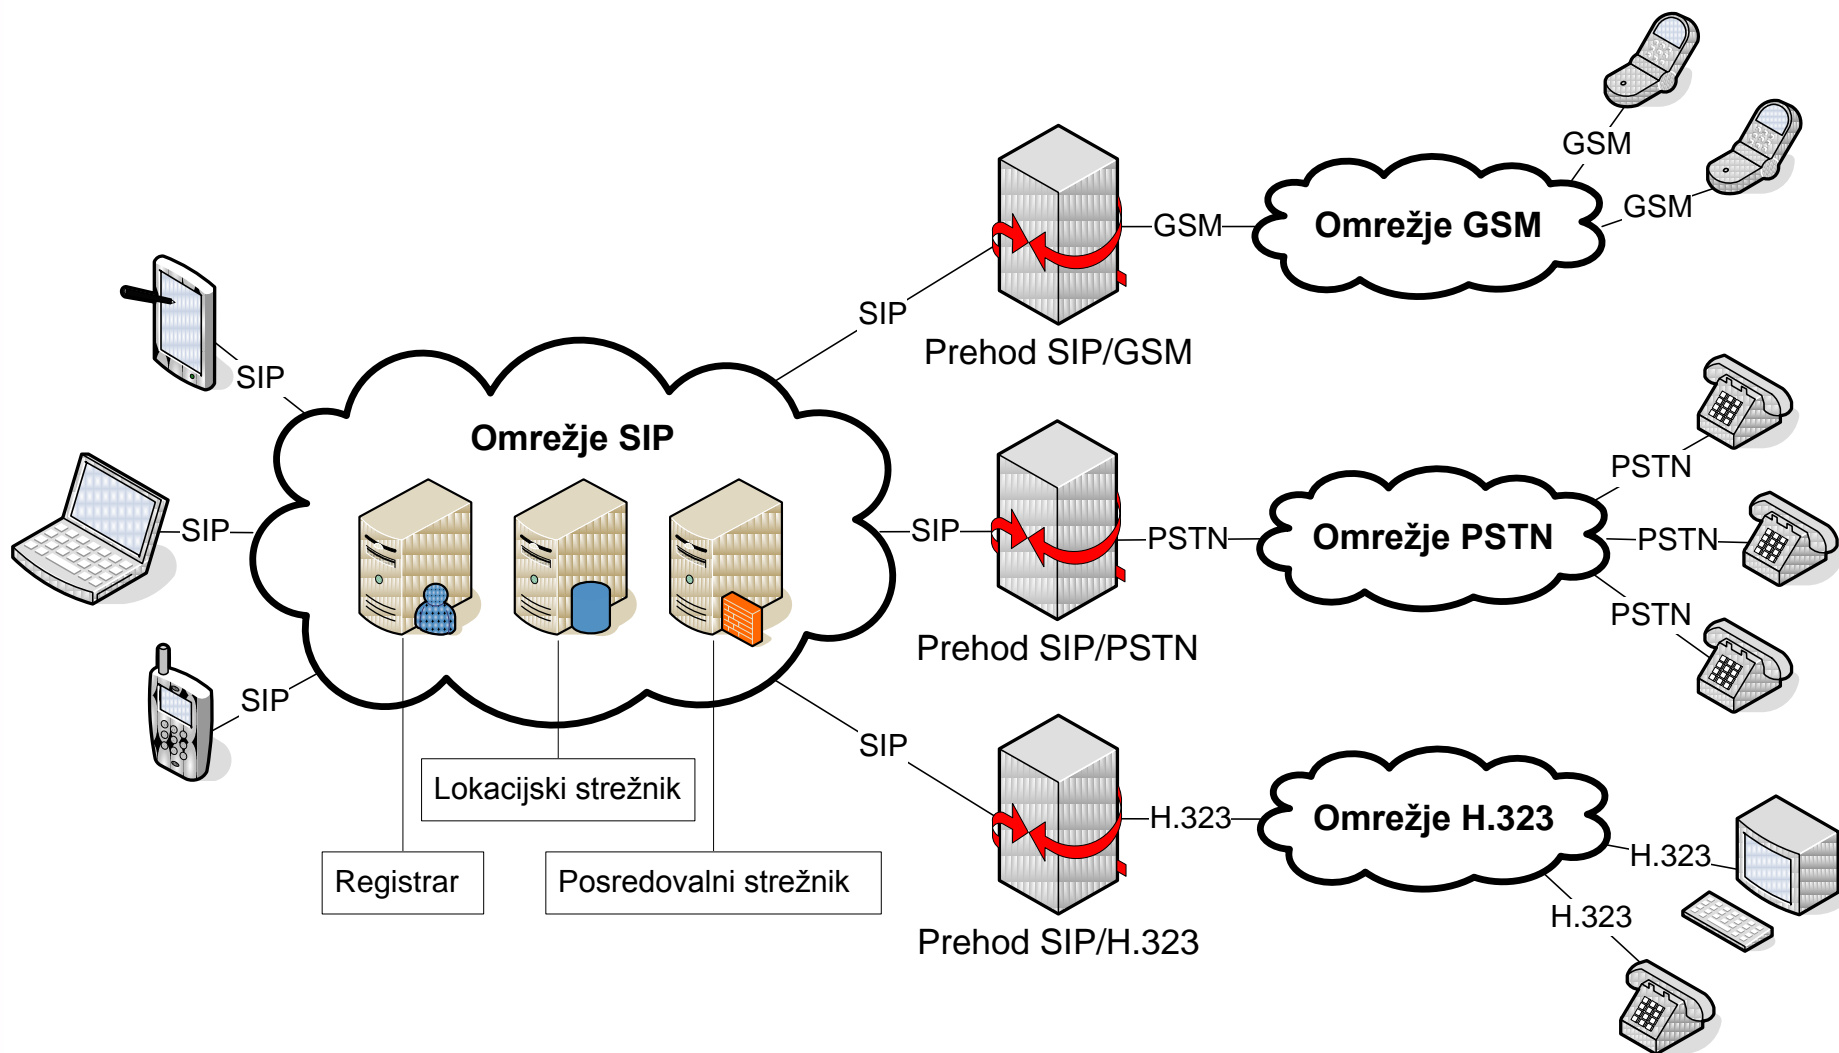 GSM
GSM
GSM
Omrežje GSM
SIP
Prehod SIP/GSM
SIP
Omrežje SIP
PSTN
SIP
SIP
PSTN
Omrežje PSTN
PSTN
PSTN
Prehod SIP/PSTN
SIP
SIP
Lokacijski strežnik
H.323
Omrežje H.323
H.323
Registrar
Posredovalni strežnik
H.323
Prehod SIP/H.323